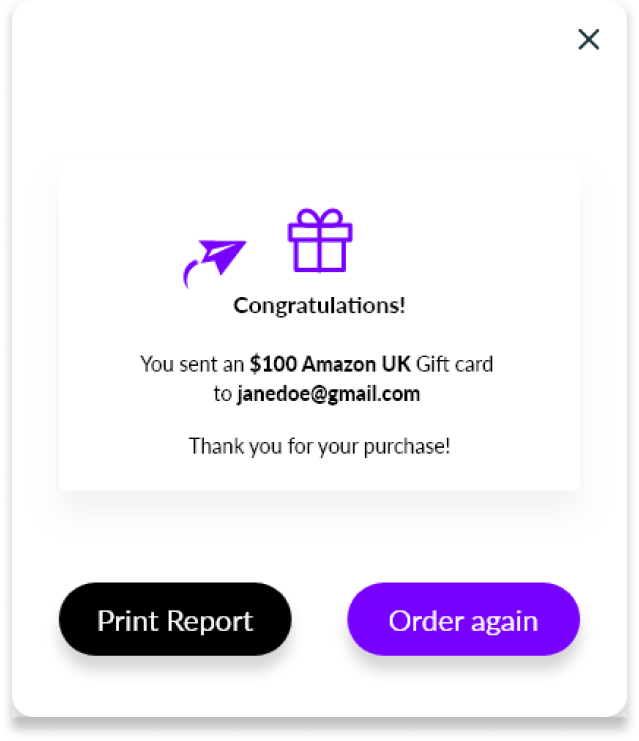 Congratulations!
You sent an $100 Amazon UK Gift card
to janedoe@gmail.com
Thank you for your purchase!
Print Report
Order again